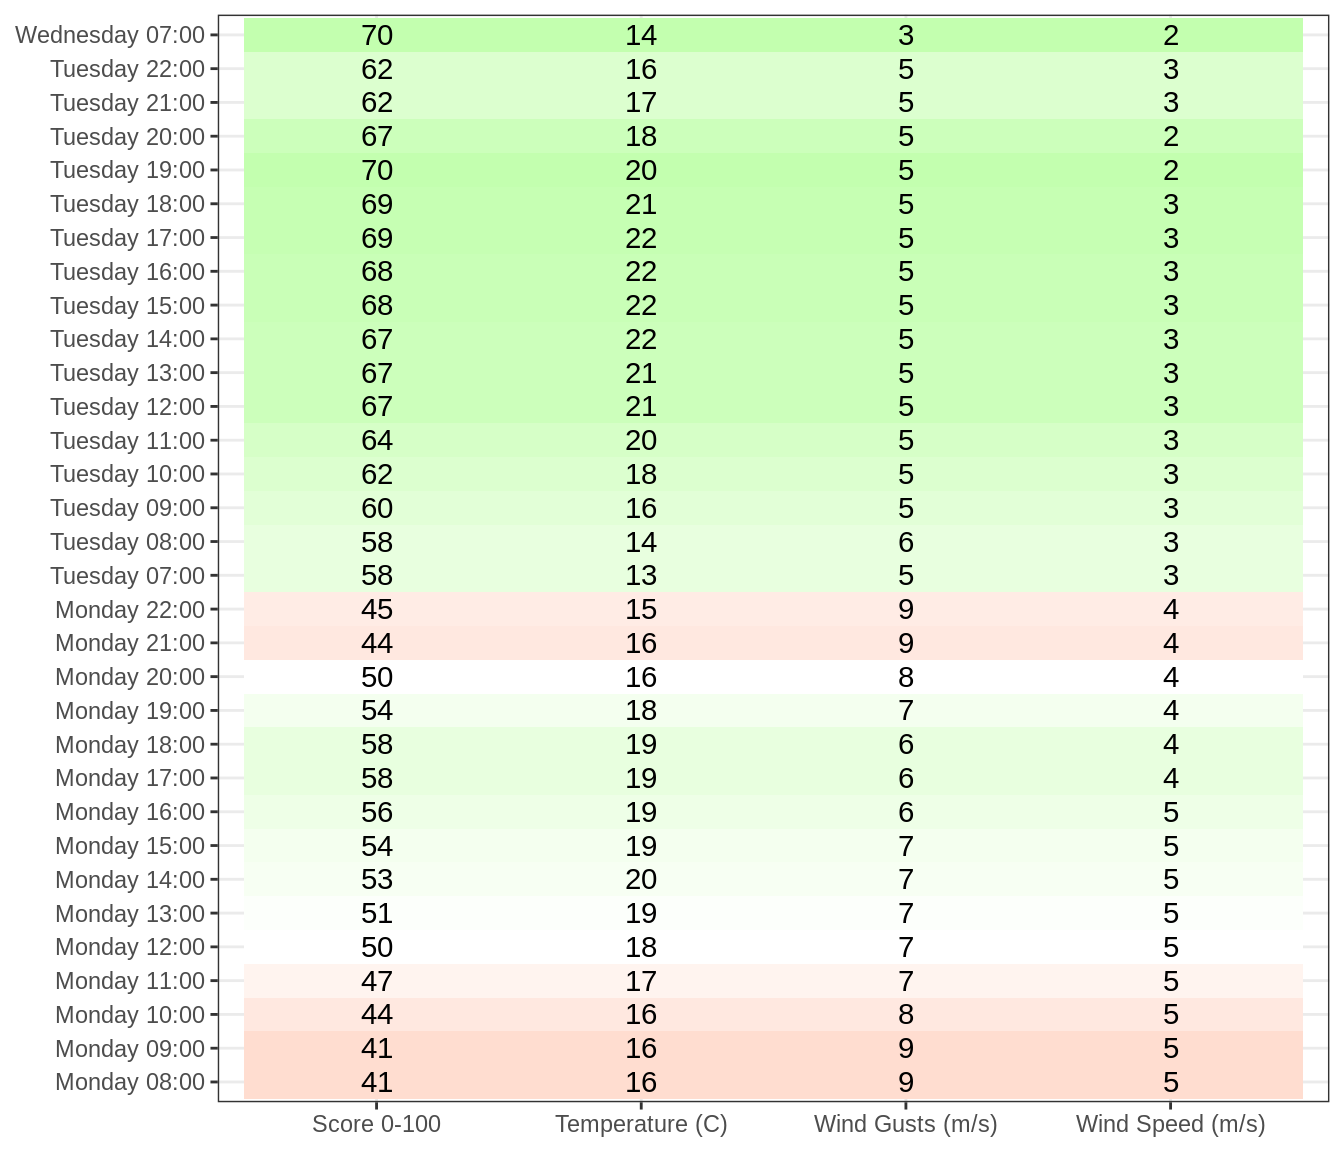 Wednesday 07:00 70 14 3 2
Tuesday 22:00 62 16 5 3
Tuesday 21:00 62 17 5 3
Tuesday 20:00 67 18 5 2
Tuesday 19:00 70 20 5 2
Tuesday 18:00 69 21 5 3
Tuesday 17:00 69 22 5 3
Tuesday 16:00 68 22 5 3
Tuesday 15:00 68 22 5 3
Tuesday 14:00 67 22 5 3
Tuesday 13:00 67 21 5 3
Tuesday 12:00 67 21 5 3
Tuesday 11:00 64 20 5 3
Tuesday 10:00 62 18 5 3
Tuesday 09:00 60 16 5 3
Tuesday 08:00 58 14 6 3
Tuesday 07:00 58 13 5 3
Monday 22:00 45 15 9 4
Monday 21:00 44 16 9 4
Monday 20:00 50 16 8 4
Monday 19:00 54 18 7 4
Monday 18:00 58 19 6 4
Monday 17:00 58 19 6 4
Monday 16:00 56 19 6 5
Monday 15:00 54 19 7 5
Monday 14:00 53 20 7 5
Monday 13:00 51 19 7 5
Monday 12:00 50 18 7 5
Monday 11:00 47 17 7 5
Monday 10:00 44 16 8 5
Monday 09:00 41 16 9 5
Monday 08:00 41 16 9 5
Score 0-100 Temperature (C) Wind Gusts (m/s) Wind Speed (m/s)